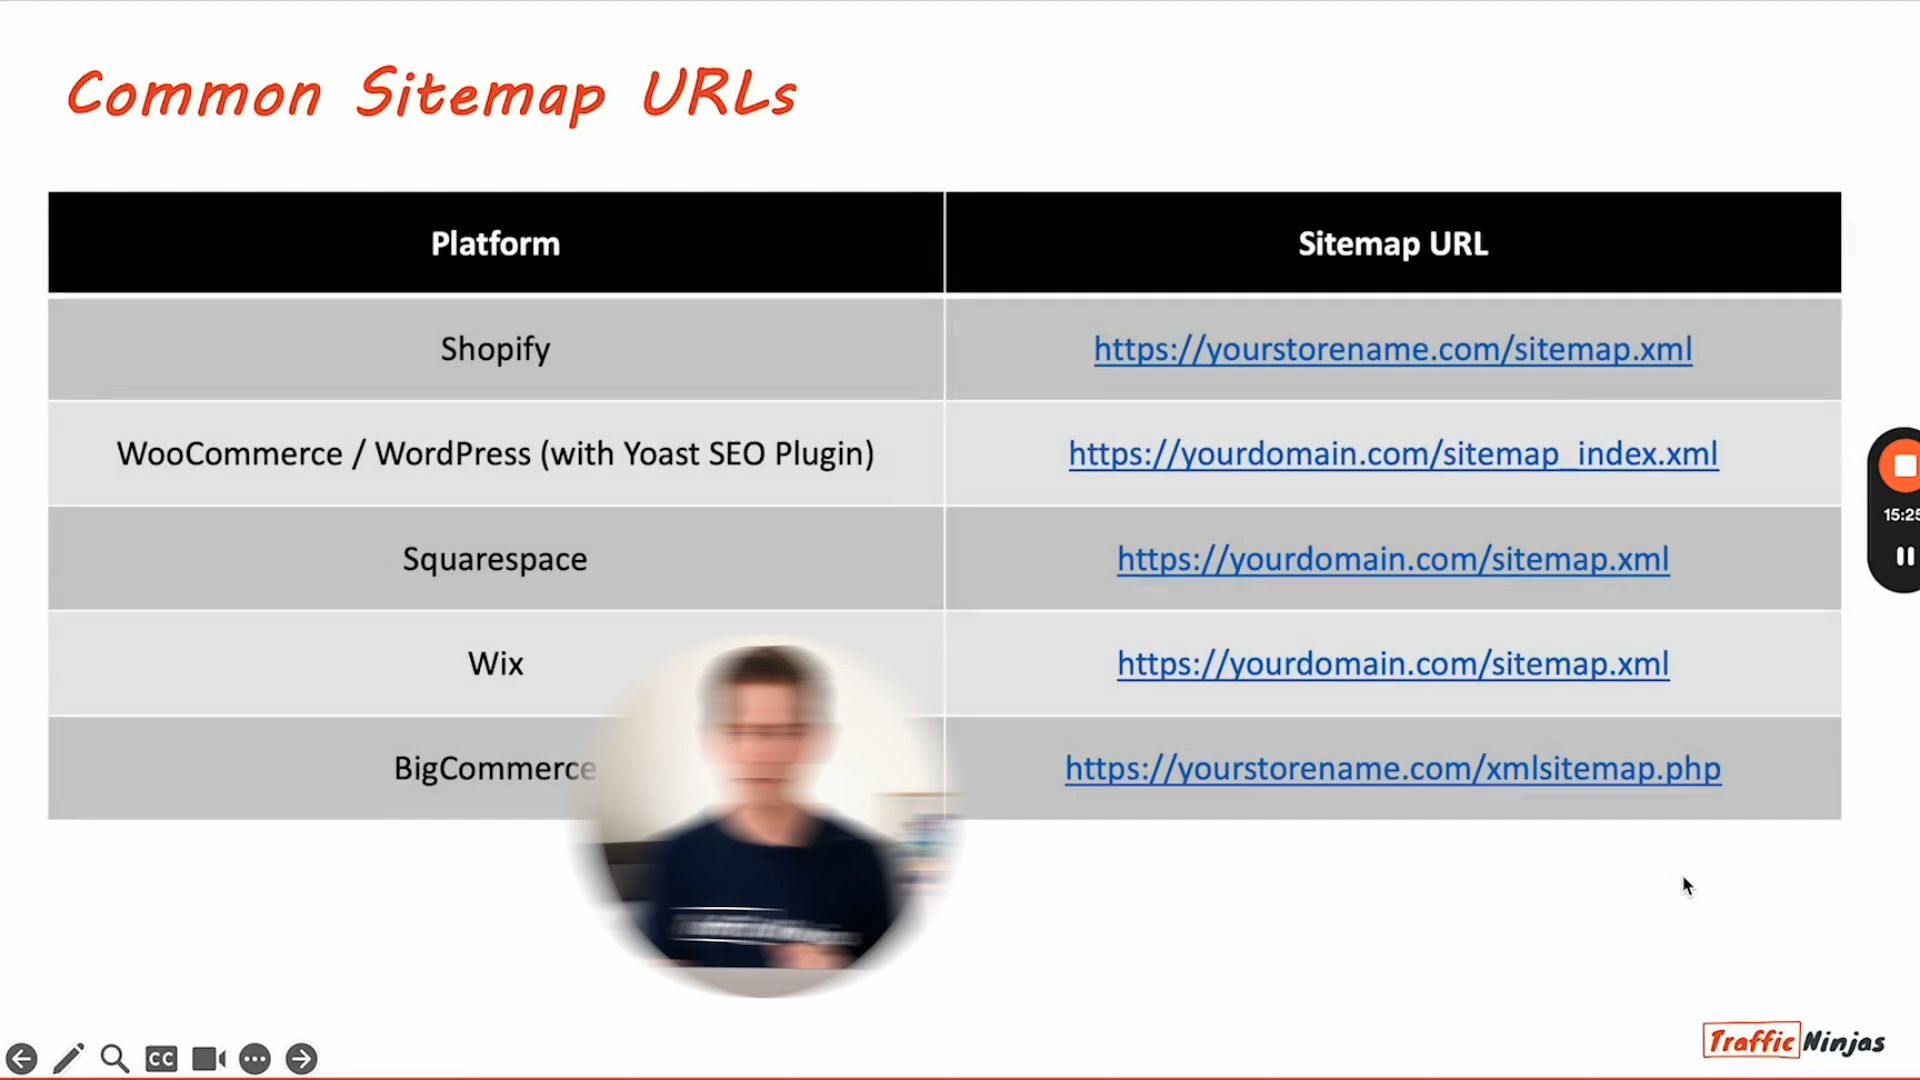 Common Sitemap URLs
Platform
Sitemap URL
Shopify
https://yourstorename.com/sitemap.xml
WooCommerce / WordPress (with Yoast SEO Plugin)
https://yourdomain.com/sitemap_index.xml
Squarespace
https://yourdomain.com/sitemap.xml
Wix
https://yourdomain.com/sitemap.xml
BigCommerce
https://yourstorename.com/xmlsitemap.php
15:25
CC
Traffic Ninjas